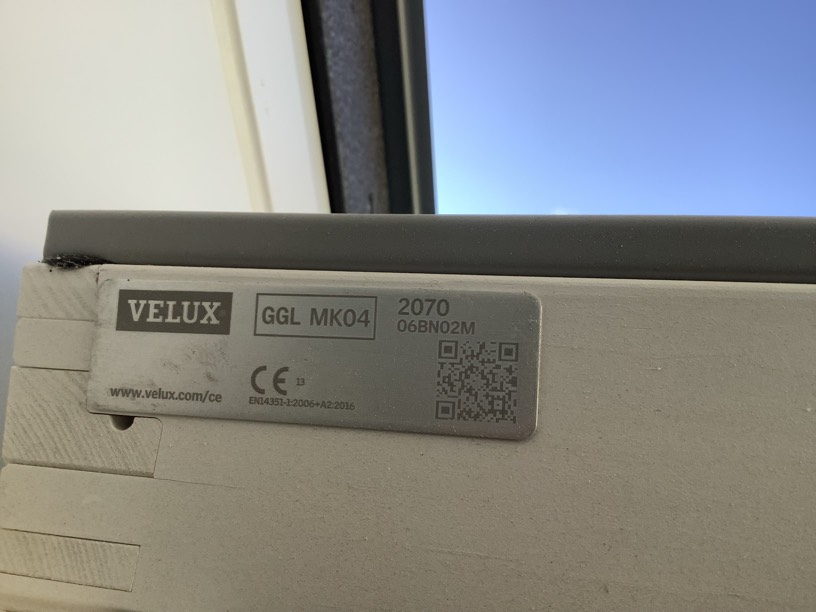 VELUX
GGL MK04
2070
06BN02M
CE 13
www.velux.com/ce
EN14351-1:2006+A2:2016